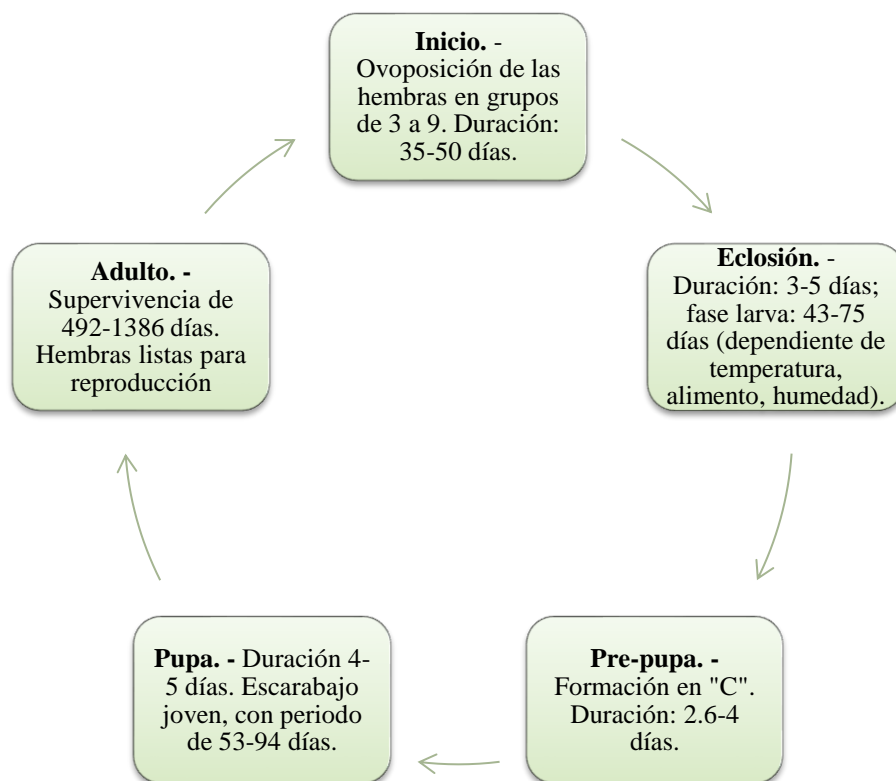 Inicio. -
Ovoposición de las
hembras en grupos
de 3 a 9. Duración:
35-50 días.
Eclosión. -
Duración: 3-5 días;
fase larva: 43-75
días (dependiente de
temperatura,
alimento, humedad).
Pre-pupa. -
Formación en "C".
Duración: 2.6-4
días.
Pupa. - Duración 4-
5 días. Escarabajo
joven, con periodo
de 53-94 días.
Adulto. -
Supervivencia de
492-1386 días.
Hembras listas para
reproducción